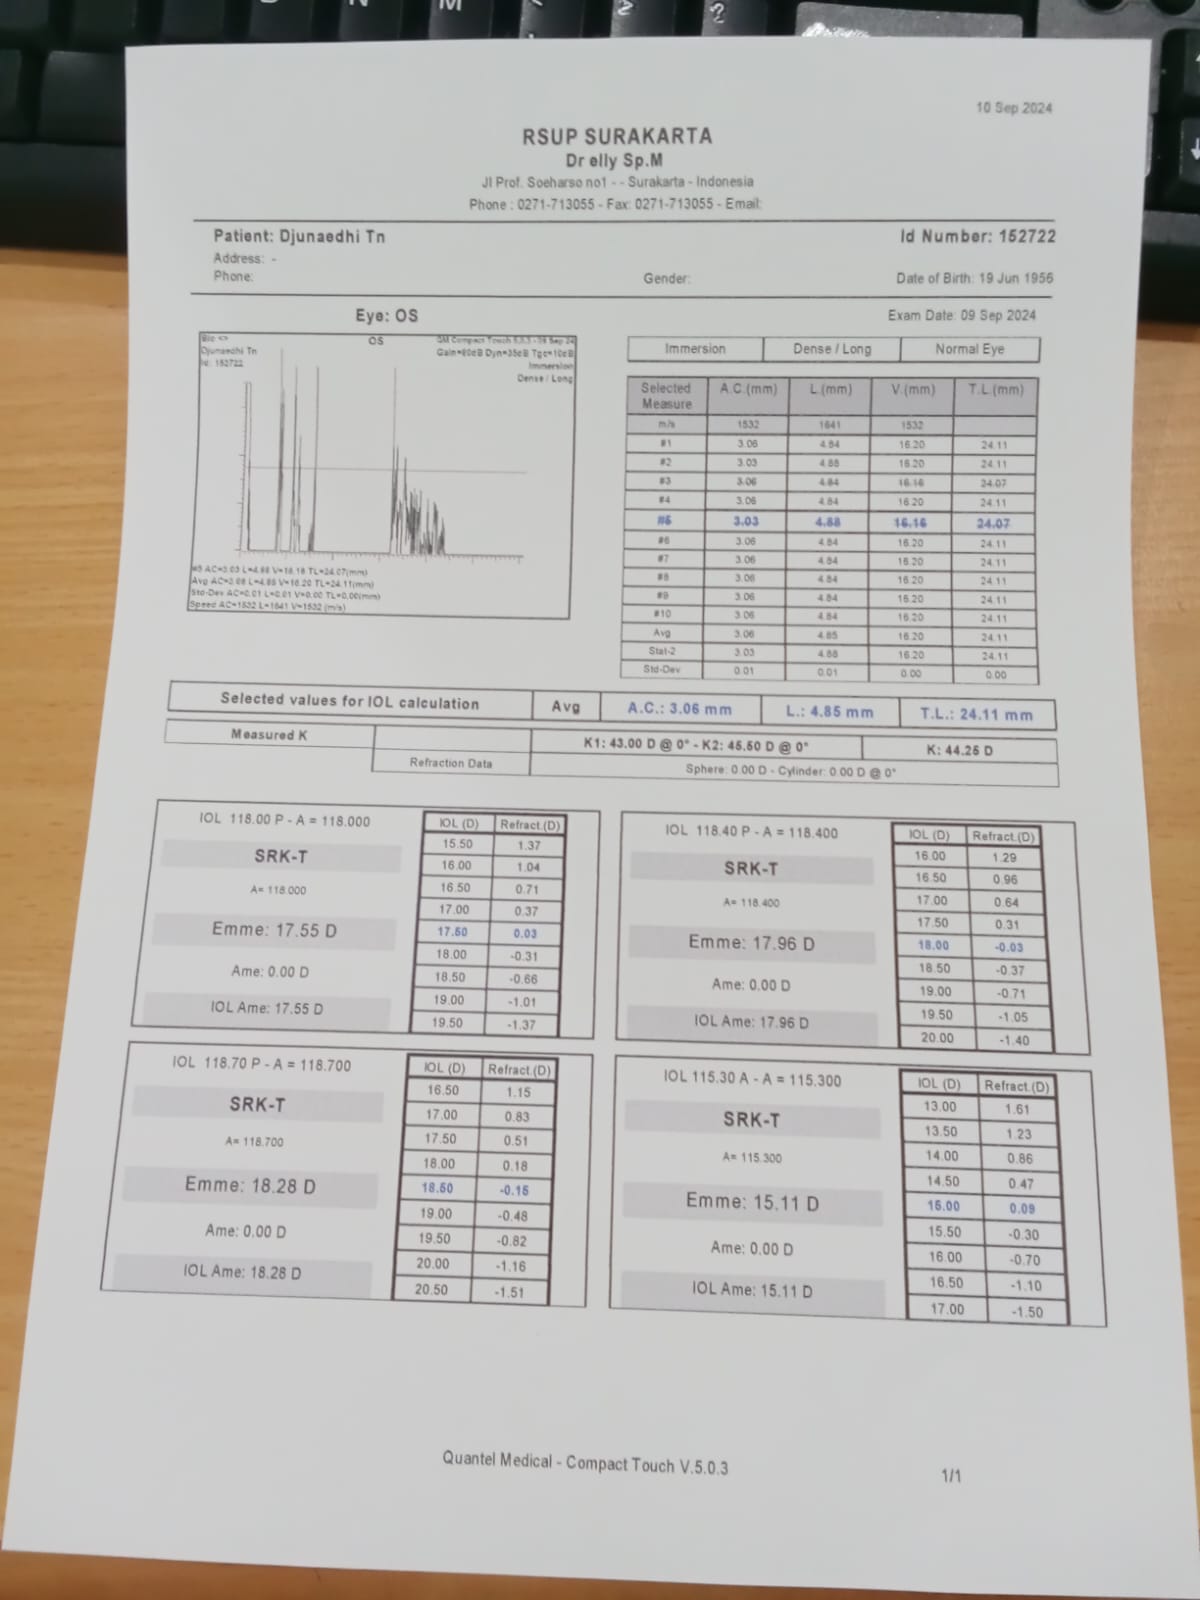 10 Sep 2024
RSUP SURAKARTA
Dr elly Sp.M
Jl Prof. Soeharso no1 - - Surakarta - Indonesia
Phone : 0271-713055 - Fax: 0271-713055 - Email:
Patient: Djunaedhi Tn Id Number: 152722
Address: -
Phone: Gender: Date of Birth: 19 Jun 1956
Eye: OS Exam Date: 09 Sep 2024
Bio <> OS
Djunaedhi Tn Gain=90dB Dyn=35dB Tgc=10dB
Id: 152722 Immersion
Dense / Long
#5 AC=3.03 L=4.88 V=16.16 TL=24.07(mm)
Avg AC=3.06 L=4.85 V=16.20 TL=24.11(mm)
Std-Dev AC=0.01 L=0.01 V=0.00 TL=0.00(mm)
Speed AC=1532 L=1641 V=1532 (m/s)
Immersion Dense / Long Normal Eye
Selected Measure A.C.(mm) L.(mm) V.(mm) T.L.(mm)
m/s 1532 1641 1532
#1 3.06 4.84 16.20 24.11
#2 3.03 4.88 16.20 24.11
#3 3.06 4.84 16.16 24.07
#4 3.06 4.84 16.20 24.11
#5 3.03 4.88 16.16 24.07
#6 3.06 4.84 16.20 24.11
#7 3.06 4.84 16.20 24.11
#8 3.06 4.84 16.20 24.11
#9 3.06 4.84 16.20 24.11
#10 3.06 4.84 16.20 24.11
Avg 3.06 4.85 16.20 24.11
Stat-2 3.03 4.88 16.20 24.11
Std-Dev 0.01 0.01 0.00 0.00
Selected values for IOL calculation Avg A.C.: 3.06 mm L.: 4.85 mm T.L.: 24.11 mm
Measured K K1: 43.00 D @ 0° - K2: 45.50 D @ 0° K: 44.25 D
Refraction Data Sphere: 0.00 D - Cylinder: 0.00 D @ 0°
IOL 118.00 P - A = 118.000
SRK-T
A= 118.000
Emme: 17.55 D
Ame: 0.00 D
IOL Ame: 17.55 D
IOL (D) Refract.(D)
15.50 1.37
16.00 1.04
16.50 0.71
17.00 0.37
17.50 0.03
18.00 -0.31
18.50 -0.66
19.00 -1.01
19.50 -1.37
IOL 118.40 P - A = 118.400
SRK-T
A= 118.400
Emme: 17.96 D
Ame: 0.00 D
IOL Ame: 17.96 D
IOL (D) Refract.(D)
16.00 1.29
16.50 0.96
17.00 0.64
17.50 0.31
18.00 -0.03
18.50 -0.37
19.00 -0.71
19.50 -1.05
20.00 -1.40
IOL 118.70 P - A = 118.700
SRK-T
A= 118.700
Emme: 18.28 D
Ame: 0.00 D
IOL Ame: 18.28 D
IOL (D) Refract.(D)
16.50 1.15
17.00 0.83
17.50 0.51
18.00 0.18
18.50 -0.15
19.00 -0.48
19.50 -0.82
20.00 -1.16
20.50 -1.51
IOL 115.30 A - A = 115.300
SRK-T
A= 115.300
Emme: 15.11 D
Ame: 0.00 D
IOL Ame: 15.11 D
IOL (D) Refract.(D)
13.00 1.61
13.50 1.23
14.00 0.86
14.50 0.47
15.00 0.09
15.50 -0.30
16.00 -0.70
16.50 -1.10
17.00 -1.50
Quantel Medical - Compact Touch V.5.0.3
1/1